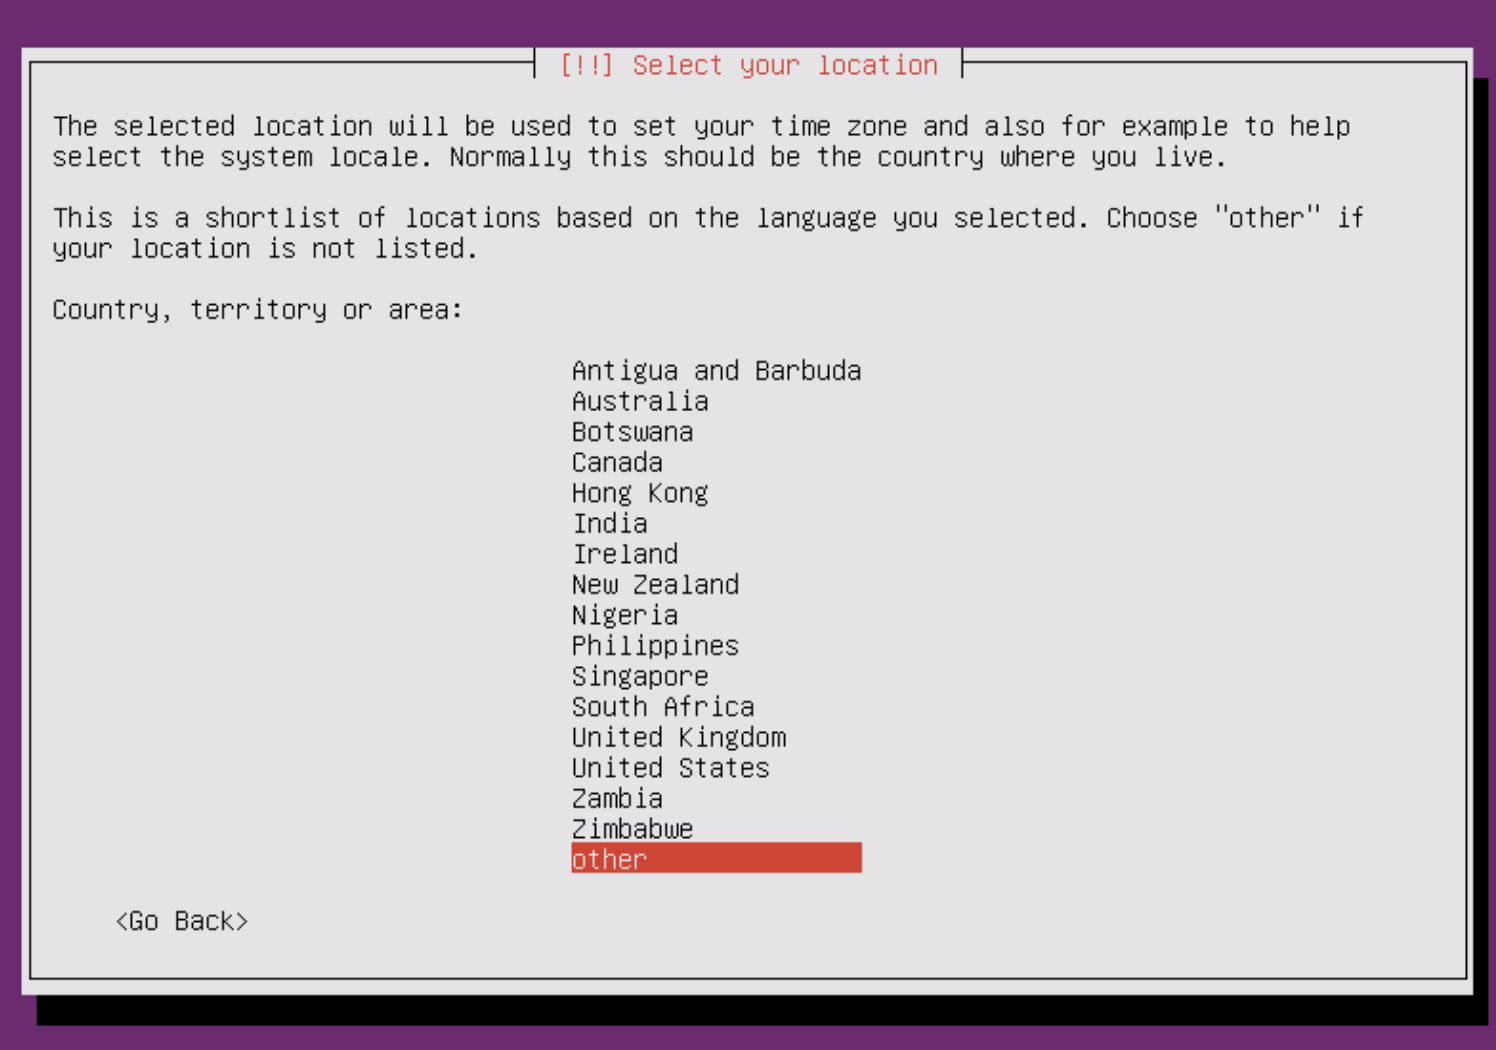 [!!] Select your location
The selected location will be used to set your time zone and also for example to help
select the system locale. Normally this should be the country where you live.
This is a shortlist of locations based on the language you selected. Choose "other" if
your location is not listed.
Country, territory or area:
Antigua and Barbuda
Australia
Botswana
Canada
Hong Kong
India
Ireland
New Zealand
Nigeria
Philippines
Singapore
South Africa
United Kingdom
United States
Zambia
Zimbabwe
other
<Go Back>